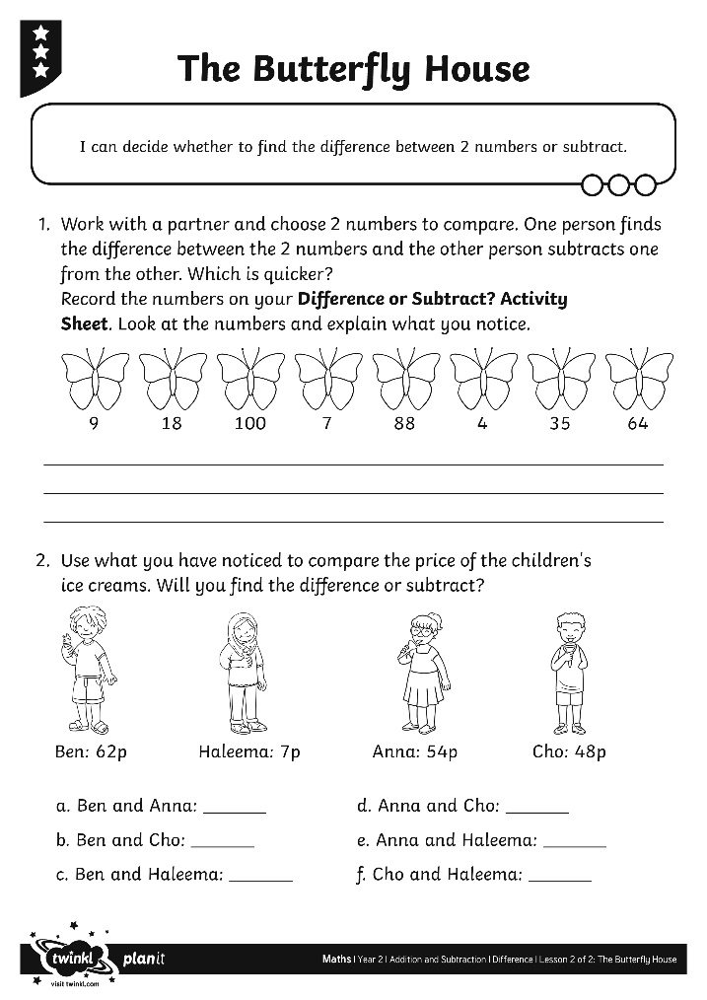 The Butterfly House
I can decide whether to find the difference between 2 numbers or subtract.
1. Work with a partner and choose 2 numbers to compare. One person finds
the difference between the 2 numbers and the other person subtracts one
from the other. Which is quicker?
Record the numbers on your Difference or Subtract? Activity
Sheet. Look at the numbers and explain what you notice.
9 18 100 7 88 4 35 64
2. Use what you have noticed to compare the price of the children's
ice creams. Will you find the difference or subtract?
Ben: 62p Haleema: 7p Anna: 54p Cho: 48p
a. Ben and Anna: ______
b. Ben and Cho: ______
c. Ben and Haleema: ______
d. Anna and Cho: ______
e. Anna and Haleema: ______
f. Cho and Haleema: ______
twinkl planit
visit twinkl.com
Maths | Year 2 | Addition and Subtraction | Difference | Lesson 2 of 2: The Butterfly House